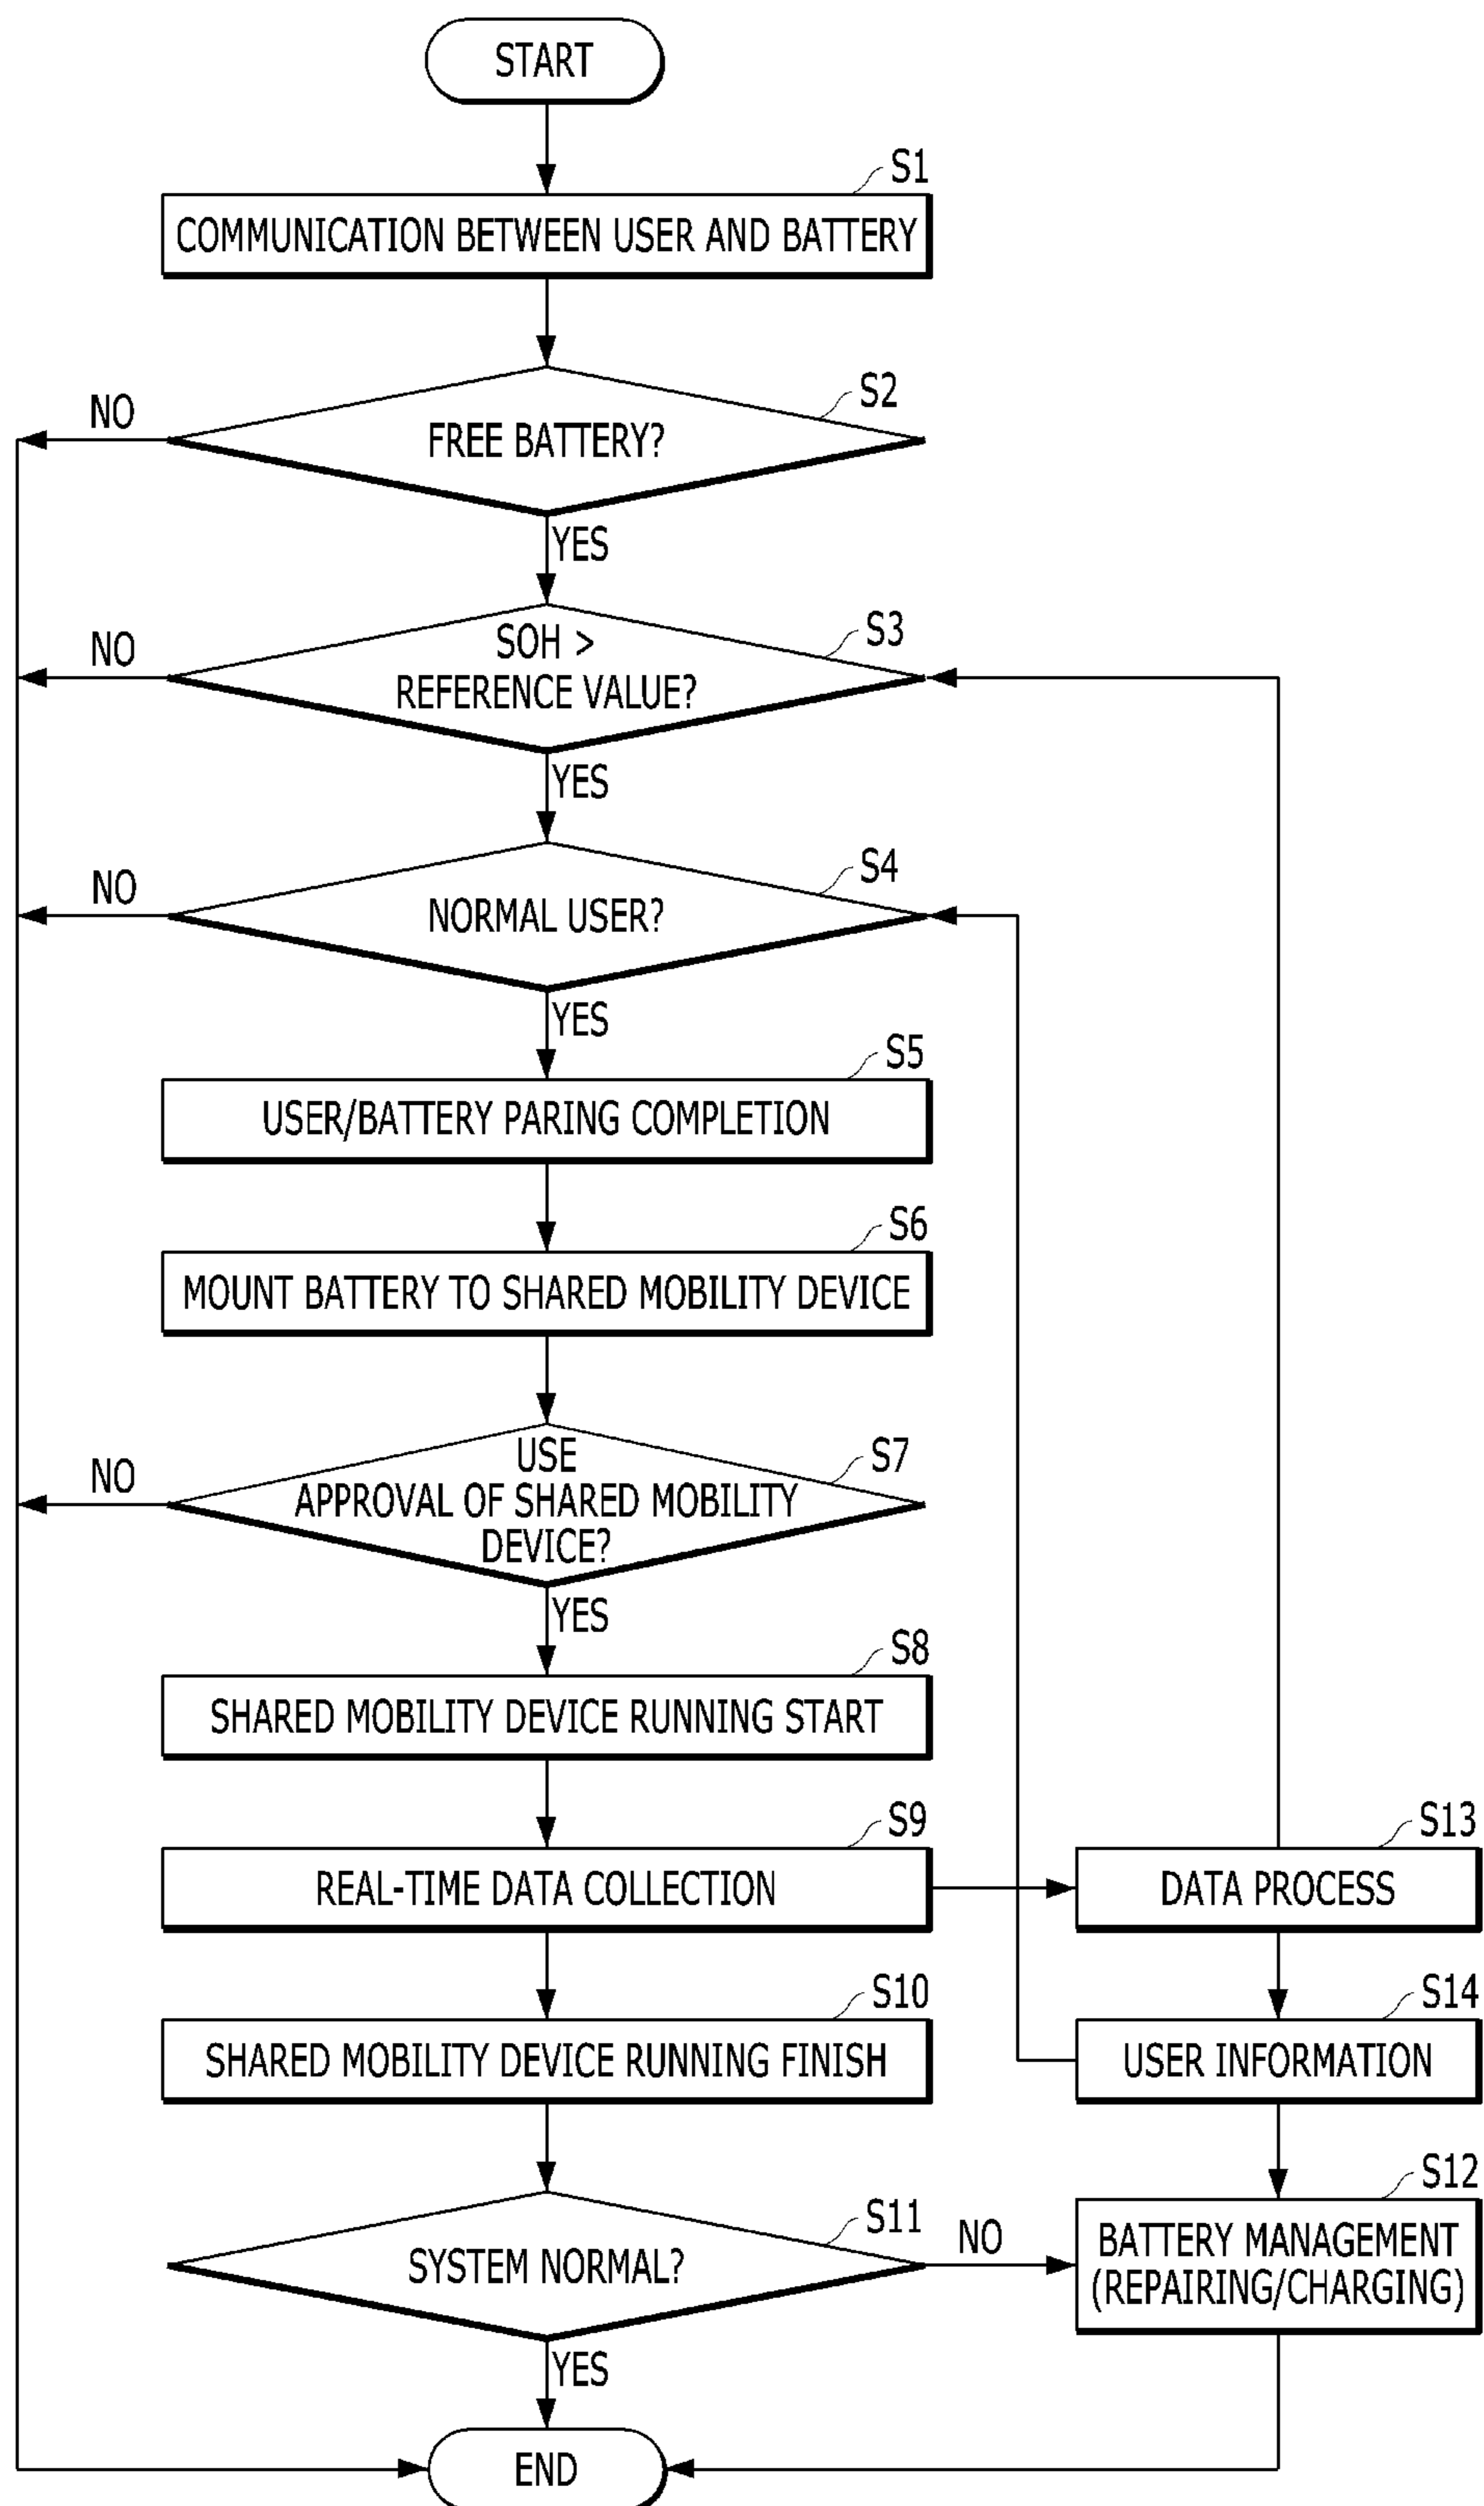 START
S1
COMMUNICATION BETWEEN USER AND BATTERY
S2
NO
FREE BATTERY?
YES
S3
NO
SOH >
REFERENCE VALUE?
YES
S4
NO
NORMAL USER?
YES
S5
USER/BATTERY PARING COMPLETION
S6
MOUNT BATTERY TO SHARED MOBILITY DEVICE
S7
NO
USE
APPROVAL OF SHARED MOBILITY
DEVICE?
YES
S8
SHARED MOBILITY DEVICE RUNNING START
S9
REAL-TIME DATA COLLECTION
S13
DATA PROCESS
S10
SHARED MOBILITY DEVICE RUNNING FINISH
S14
USER INFORMATION
S11
SYSTEM NORMAL?
NO
S12
BATTERY MANAGEMENT
(REPAIRING/CHARGING)
YES
END